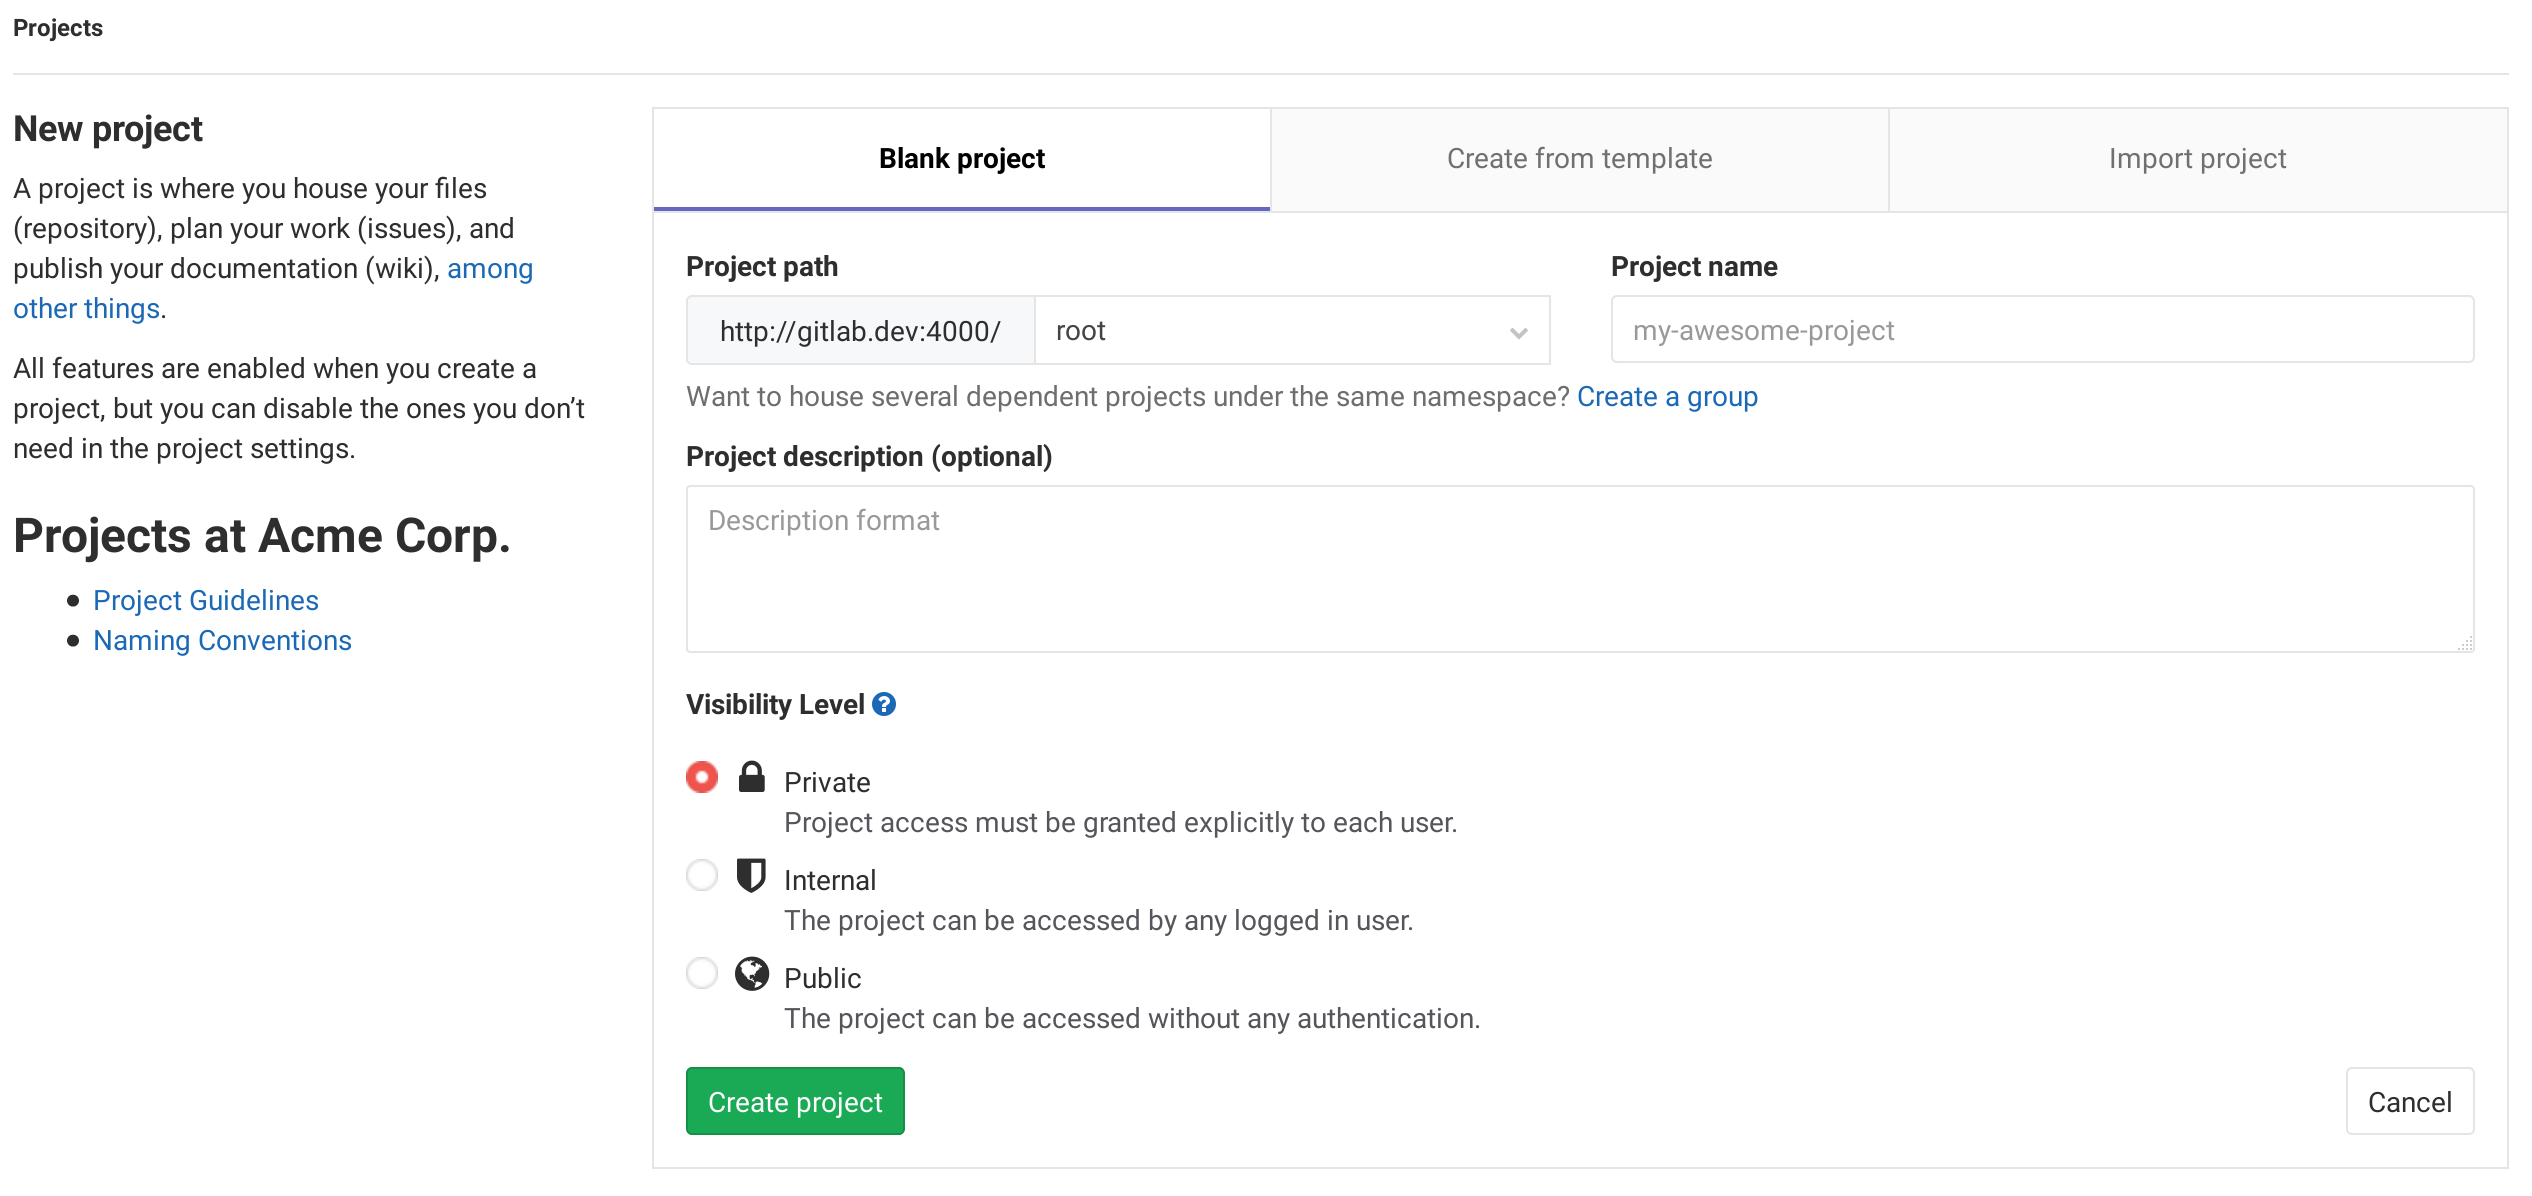 Projects
New project
A project is where you house your files
(repository), plan your work (issues), and
publish your documentation (wiki), among
other things.
All features are enabled when you create a
project, but you can disable the ones you don’t
need in the project settings.
Projects at Acme Corp.
Project Guidelines
Naming Conventions
Blank project
Create from template
Import project
Project path
http://gitlab.dev:4000/
root
Project name
my-awesome-project
Want to house several dependent projects under the same namespace? Create a group
Project description (optional)
Description format
Visibility Level ?
Private
Project access must be granted explicitly to each user.
Internal
The project can be accessed by any logged in user.
Public
The project can be accessed without any authentication.
Create project
Cancel